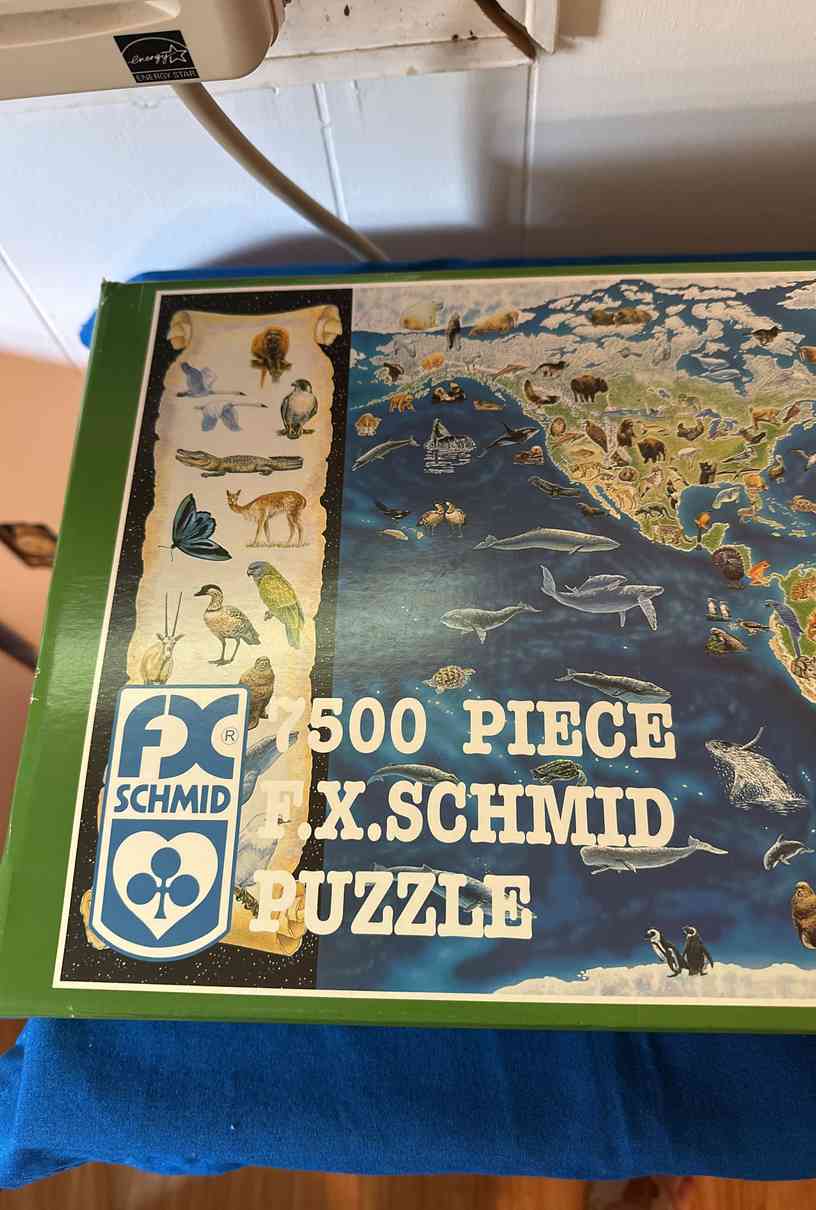 energy
ENERGY STAR
FX
®
SCHMID
7500 PIECE
F.X.SCHMID
PUZZLE